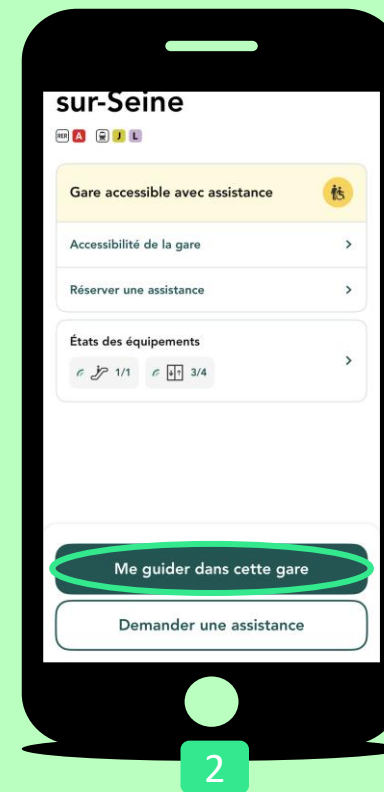 sur-Seine
RER A J L
Gare accessible avec assistance
Accessibilité de la gare
Réserver une assistance
États des équipements
1/1 3/4
Me guider dans cette gare
Demander une assistance
2